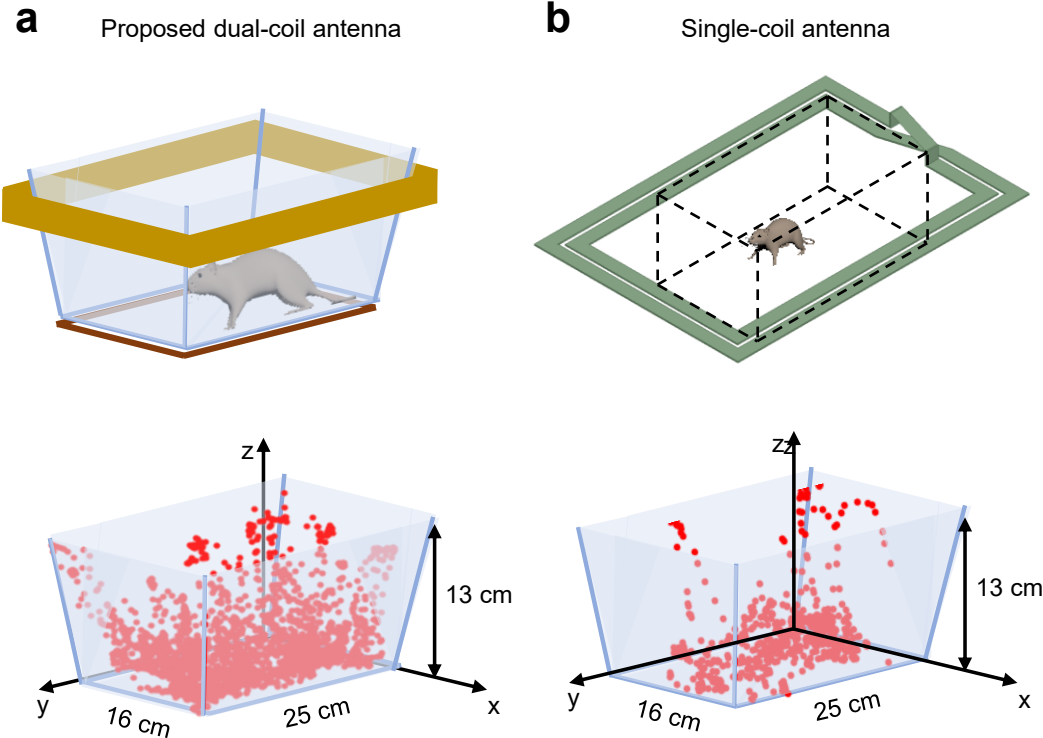 a
Proposed dual-coil antenna
b
Single-coil antenna
z
13 cm
y
16 cm
25 cm
x
zz
13 cm
y
16 cm
25 cm
x